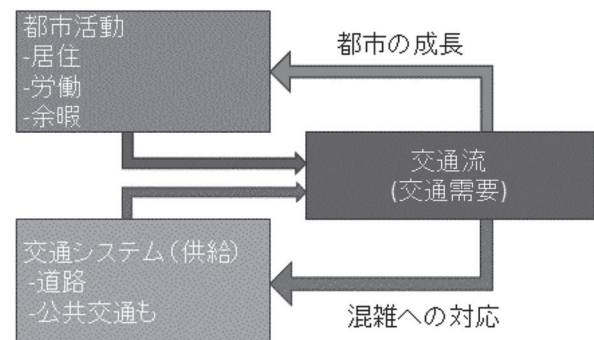 都市活動
-居住
-労働
-余暇
都市の成長
交通流
(交通需要)
交通システム(供給)
-道路
-公共交通も
混雑への対応